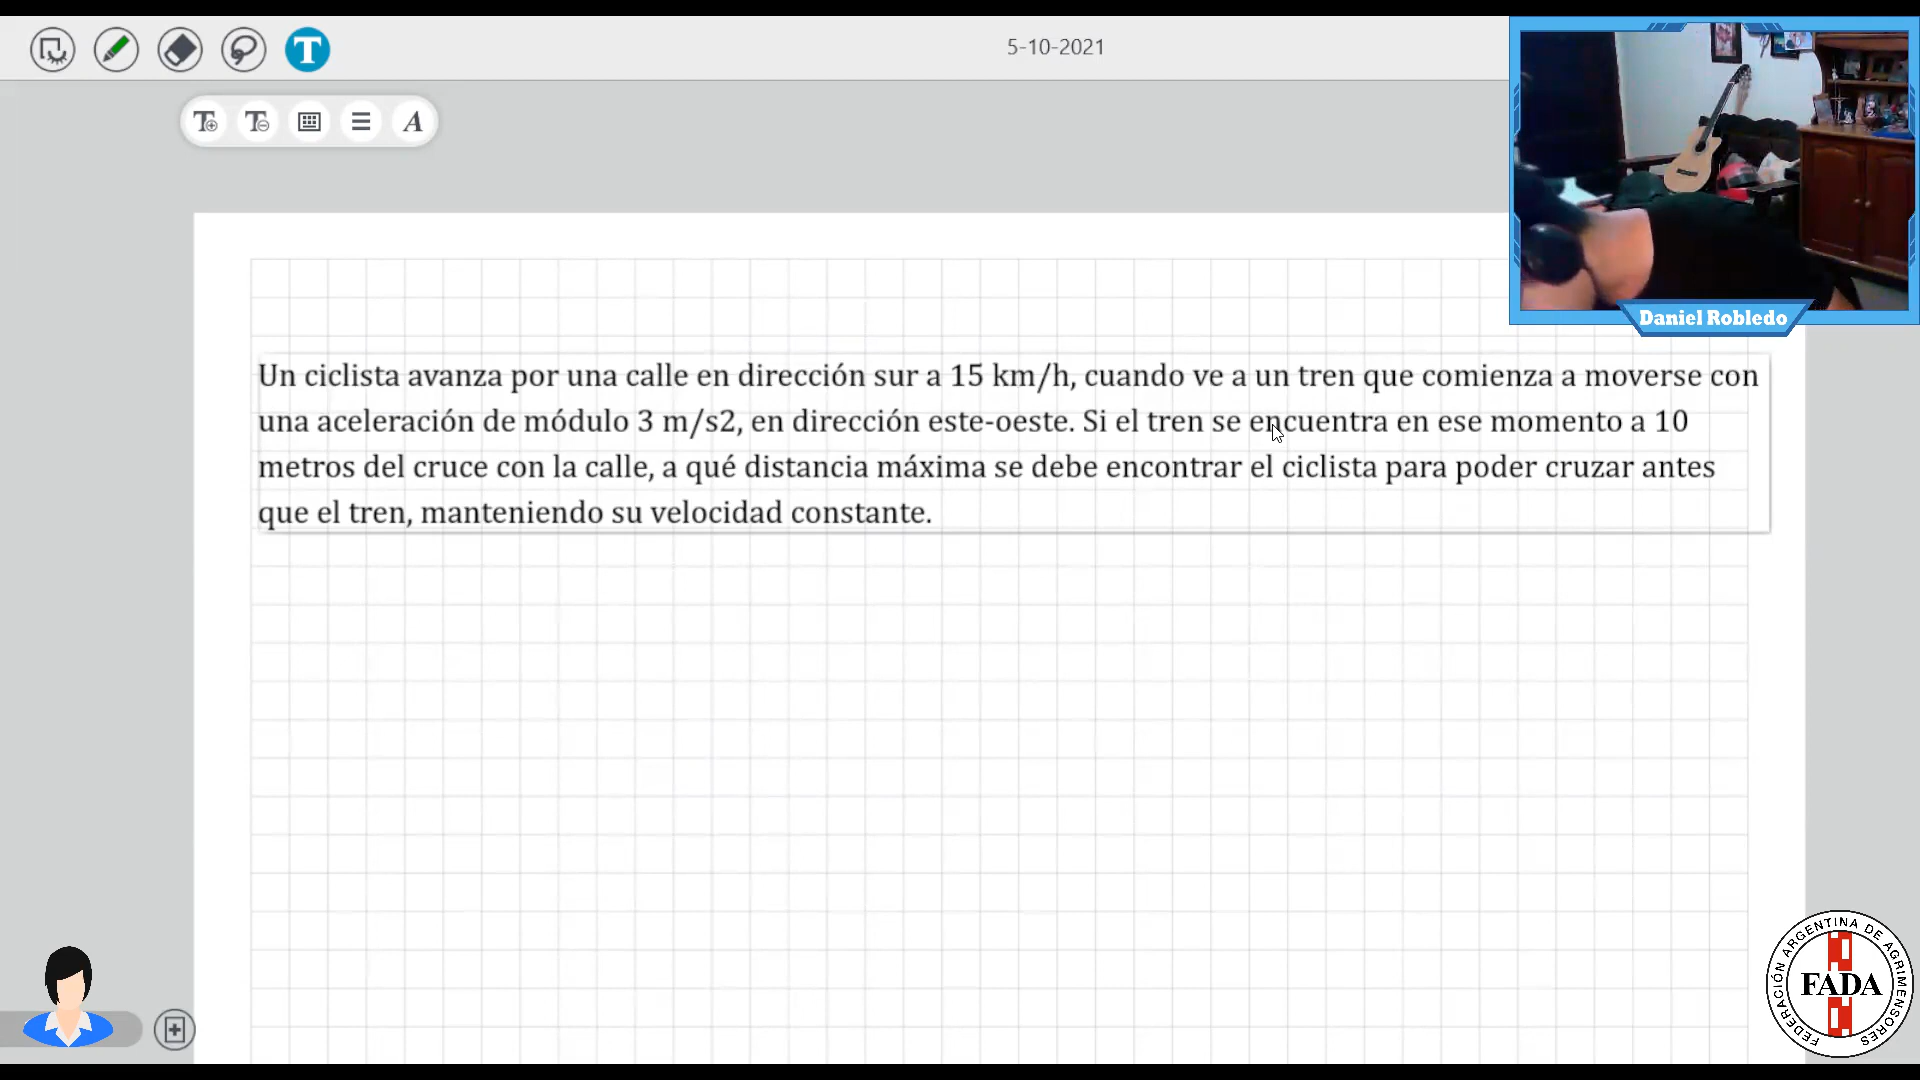 T
5-10-2021
A
Daniel Robledo
Un ciclista avanza por una calle en dirección sur a 15 km/h, cuando ve a un tren que comienza a moverse con
una aceleración de módulo 3 m/s2, en dirección este-oeste. Si el tren se encuentra en ese momento a 10
metros del cruce con la calle, a qué distancia máxima se debe encontrar el ciclista para poder cruzar antes
que el tren, manteniendo su velocidad constante.
FEDERACIÓN ARGENTINA DE AGRIMENSORES
FADA